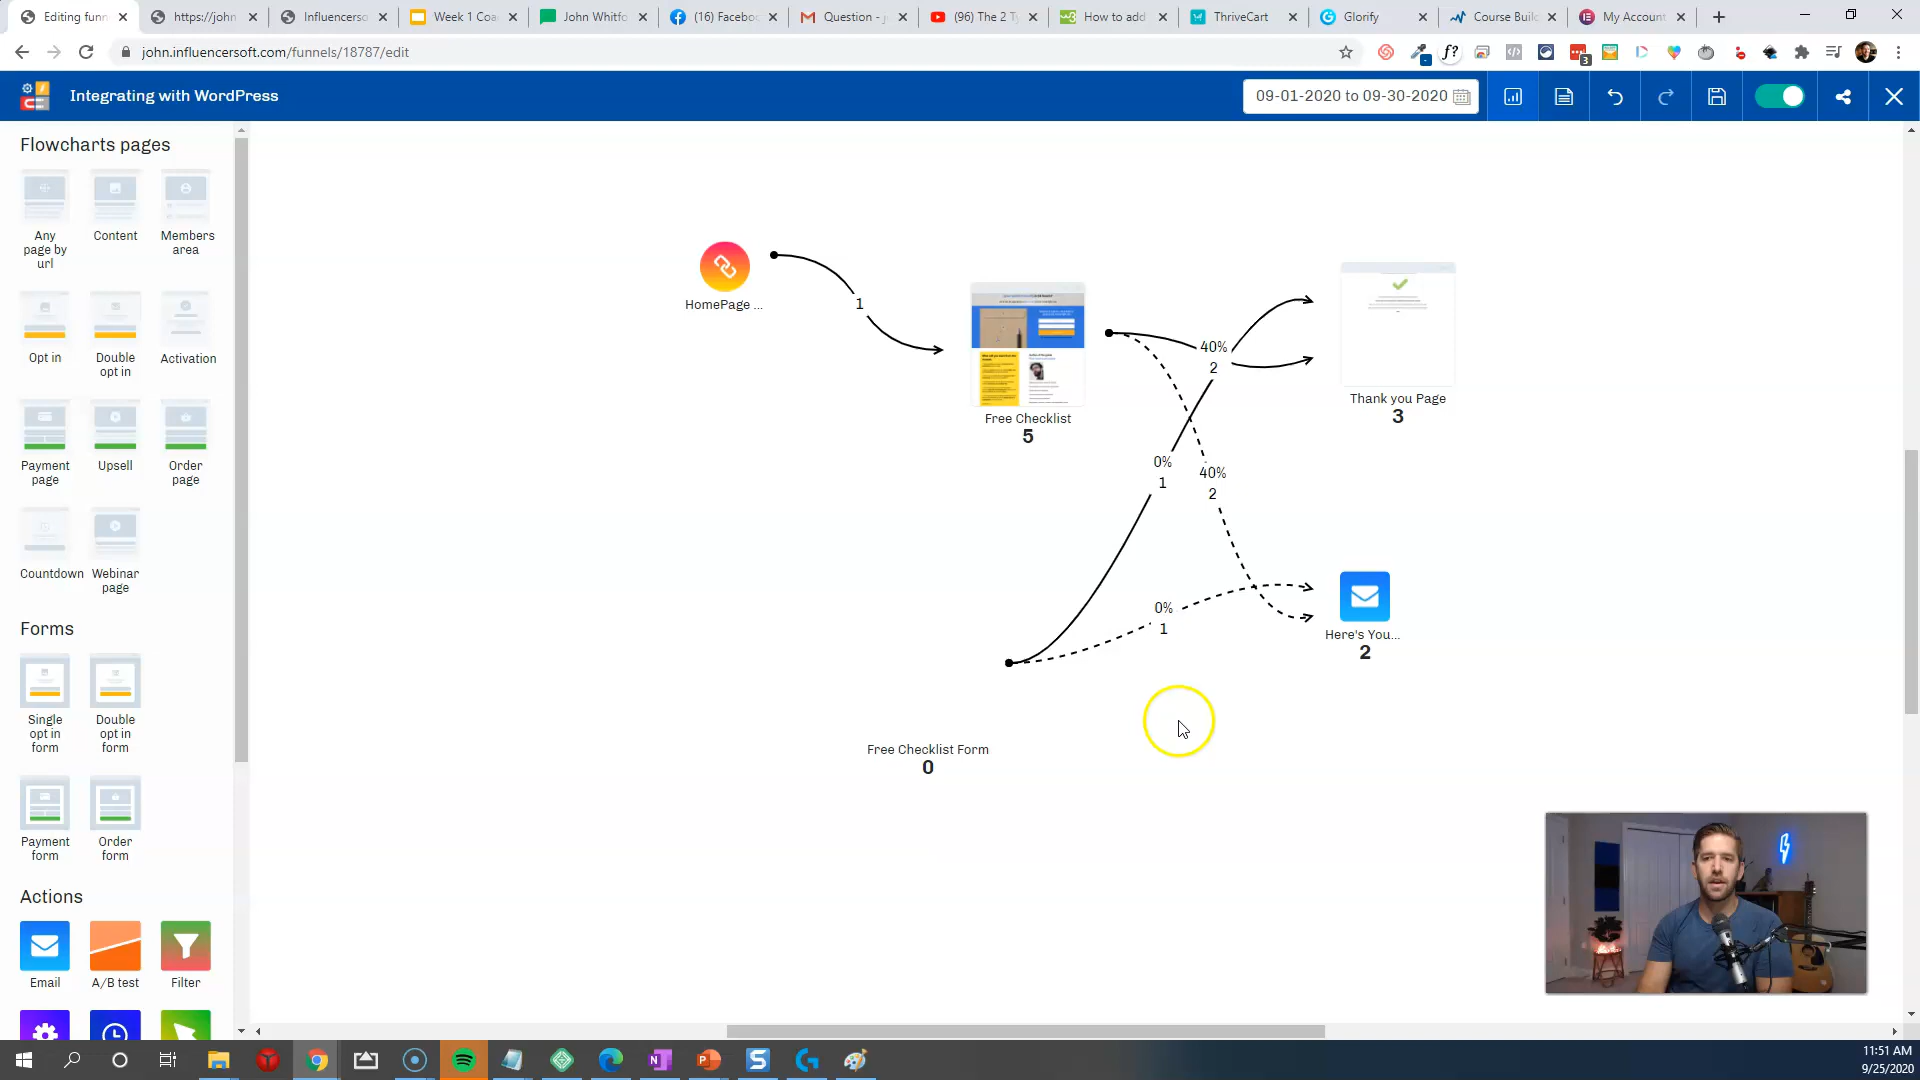 Editing funn
https://john
Influencerso
Week 1 Coa
John Whitfo
(16) Faceboo
Question - j
(96) The 2 Ty
How to add
ThriveCart
Glorify
Course Buil
My Account
john.influencersoft.com/funnels/18787/edit
f?
3
Integrating with WordPress
09-01-2020 to 09-30-2020
Flowcharts pages
Any page by url
Content
Members area
Opt in
Double opt in
Activation
Payment page
Upsell
Order page
Countdown
Webinar page
Forms
Single opt in form
Double opt in form
Payment form
Order form
Actions
Email
A/B test
Filter
HomePage ...
1
Free Checklist
5
40%
2
Thank you Page
3
0%
1
40%
2
0%
1
Here's You...
2
Free Checklist Form
0
11:51 AM
9/25/2020